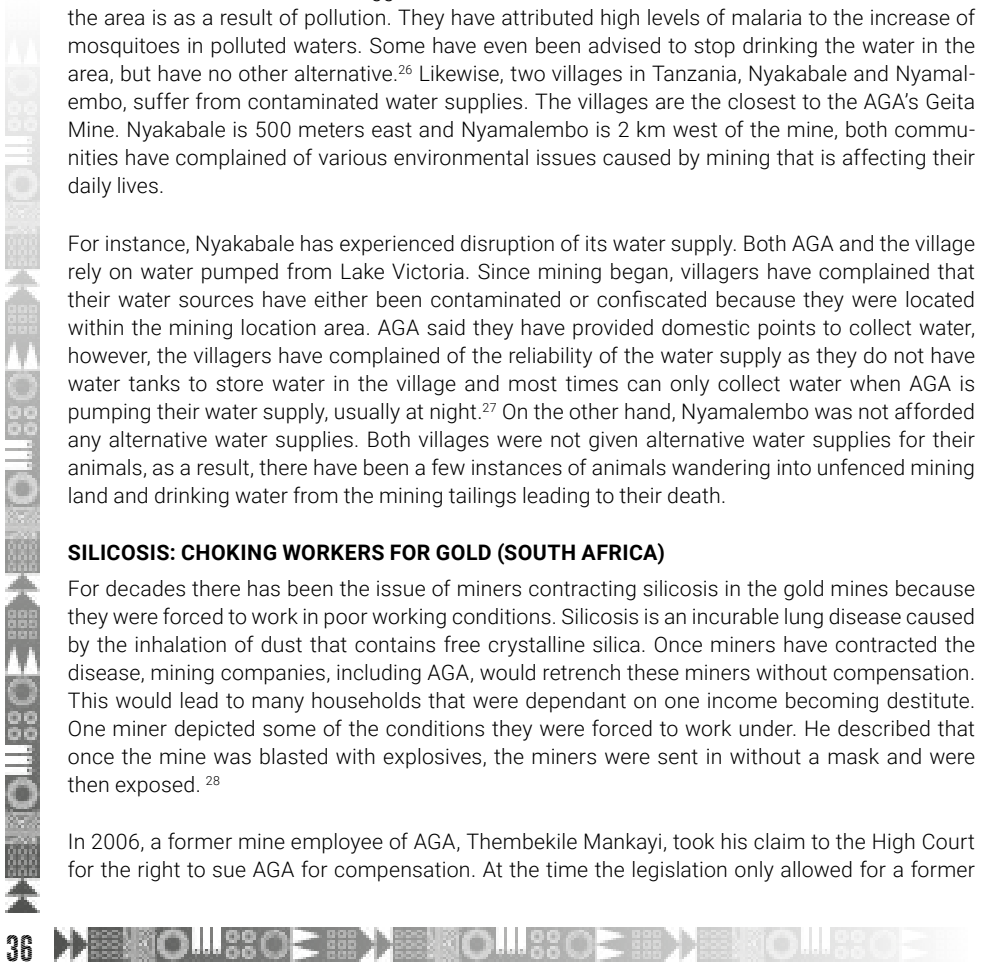 the area is as a result of pollution. They have attributed high levels of malaria to the increase of
mosquitoes in polluted waters. Some have even been advised to stop drinking the water in the
area, but have no other alternative.26 Likewise, two villages in Tanzania, Nyakabale and Nyamal-
embo, suffer from contaminated water supplies. The villages are the closest to the AGA’s Geita
Mine. Nyakabale is 500 meters east and Nyamalembo is 2 km west of the mine, both commu-
nities have complained of various environmental issues caused by mining that is affecting their
daily lives.
For instance, Nyakabale has experienced disruption of its water supply. Both AGA and the village
rely on water pumped from Lake Victoria. Since mining began, villagers have complained that
their water sources have either been contaminated or confiscated because they were located
within the mining location area. AGA said they have provided domestic points to collect water,
however, the villagers have complained of the reliability of the water supply as they do not have
water tanks to store water in the village and most times can only collect water when AGA is
pumping their water supply, usually at night.27 On the other hand, Nyamalembo was not afforded
any alternative water supplies. Both villages were not given alternative water supplies for their
animals, as a result, there have been a few instances of animals wandering into unfenced mining
land and drinking water from the mining tailings leading to their death.
SILICOSIS: CHOKING WORKERS FOR GOLD (SOUTH AFRICA)
For decades there has been the issue of miners contracting silicosis in the gold mines because
they were forced to work in poor working conditions. Silicosis is an incurable lung disease caused
by the inhalation of dust that contains free crystalline silica. Once miners have contracted the
disease, mining companies, including AGA, would retrench these miners without compensation.
This would lead to many households that were dependant on one income becoming destitute.
One miner depicted some of the conditions they were forced to work under. He described that
once the mine was blasted with explosives, the miners were sent in without a mask and were
then exposed. 28
In 2006, a former mine employee of AGA, Thembekile Mankayi, took his claim to the High Court
for the right to sue AGA for compensation. At the time the legislation only allowed for a former
36